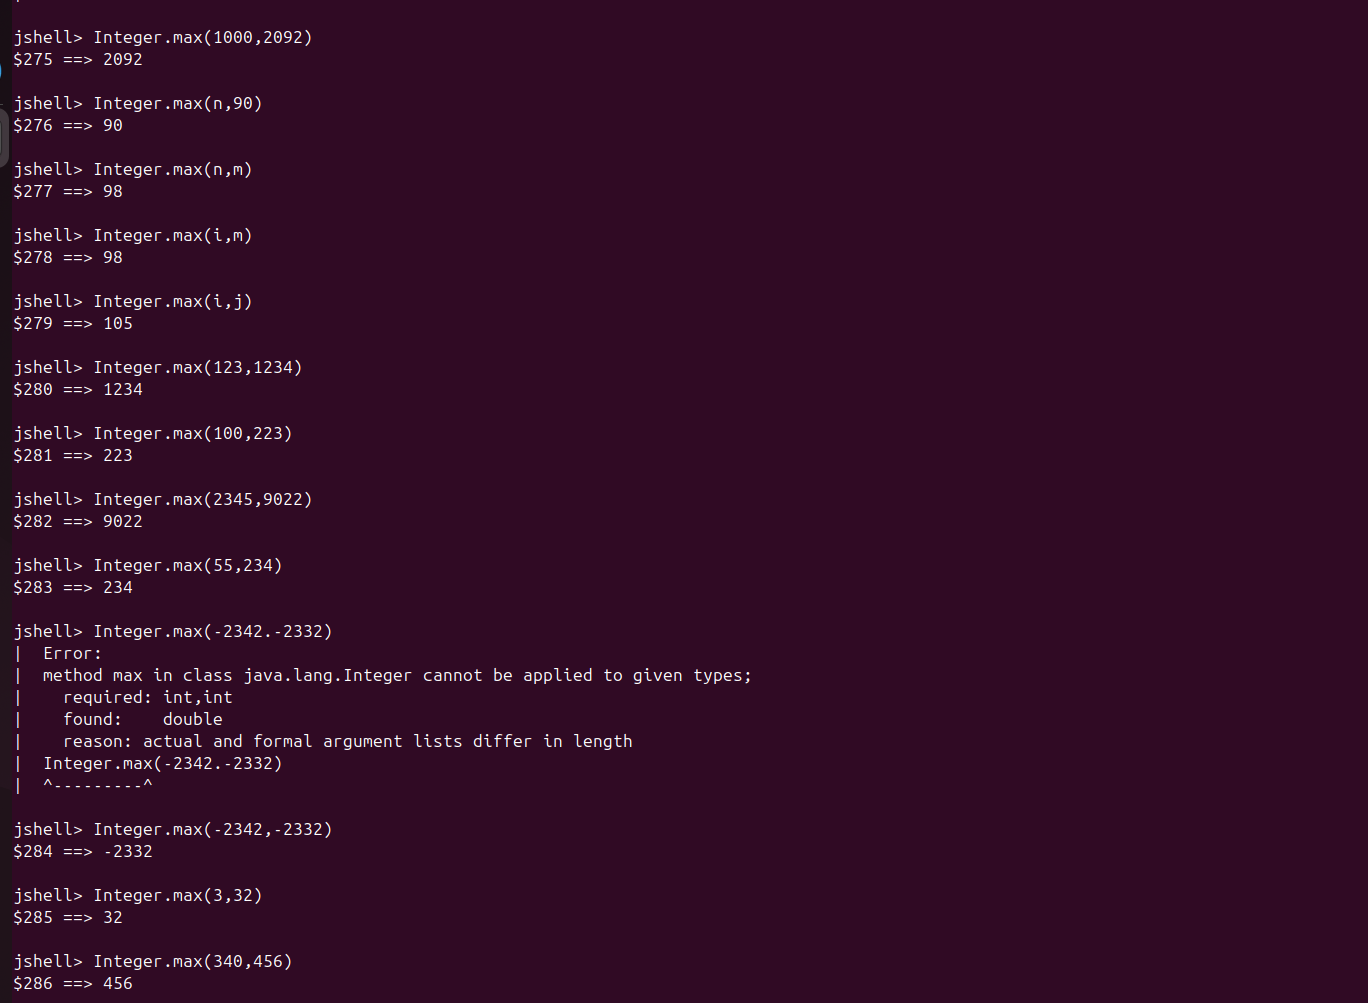 jshell> Integer.max(1000,2092)
$275 ==> 2092
jshell> Integer.max(n,90)
$276 ==> 90
jshell> Integer.max(n,m)
$277 ==> 98
jshell> Integer.max(i,m)
$278 ==> 98
jshell> Integer.max(i,j)
$279 ==> 105
jshell> Integer.max(123,1234)
$280 ==> 1234
jshell> Integer.max(100,223)
$281 ==> 223
jshell> Integer.max(2345,9022)
$282 ==> 9022
jshell> Integer.max(55,234)
$283 ==> 234
jshell> Integer.max(-2342.-2332)
|  Error:
|  method max in class java.lang.Integer cannot be applied to given types;
|    required: int,int
|    found:    double
|    reason: actual and formal argument lists differ in length
|  Integer.max(-2342.-2332)
|  ^---------^
jshell> Integer.max(-2342,-2332)
$284 ==> -2332
jshell> Integer.max(3,32)
$285 ==> 32
jshell> Integer.max(340,456)
$286 ==> 456